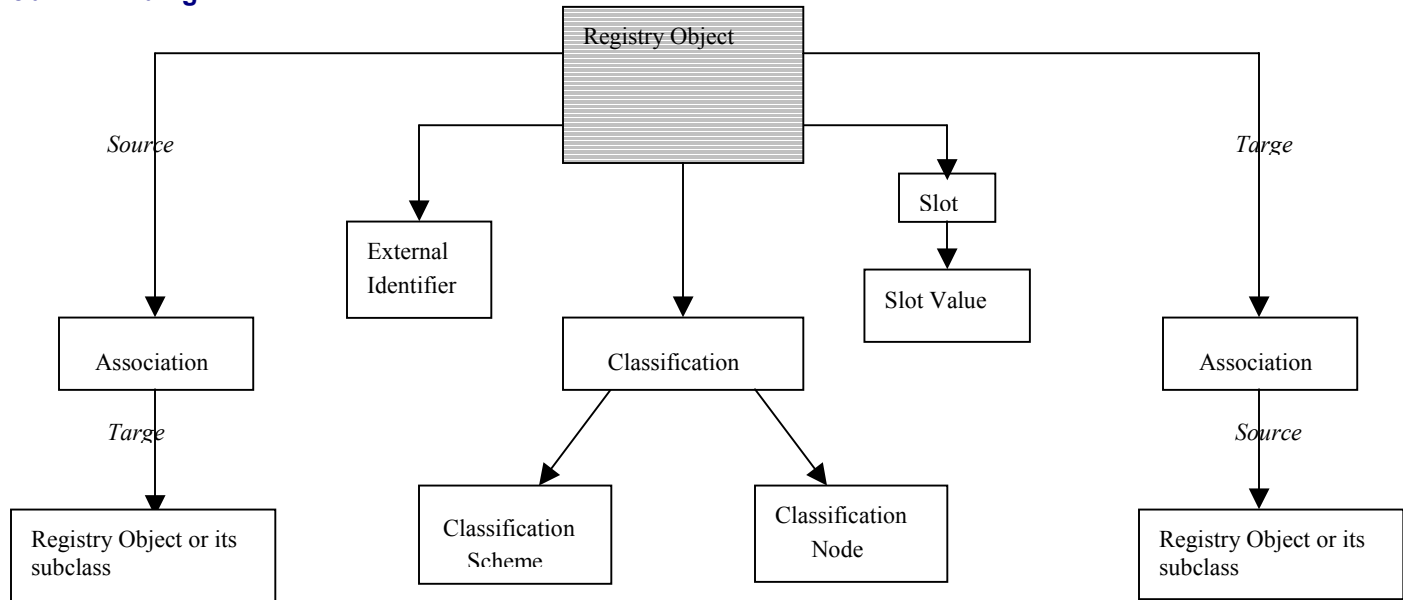 Registry Object
Source
Targe
Slot
External
Identifier
Slot Value
Association
Classification
Association
Targe
Source
Classification
Scheme
Classification
Node
Registry Object or its
subclass
Registry Object or its
subclass